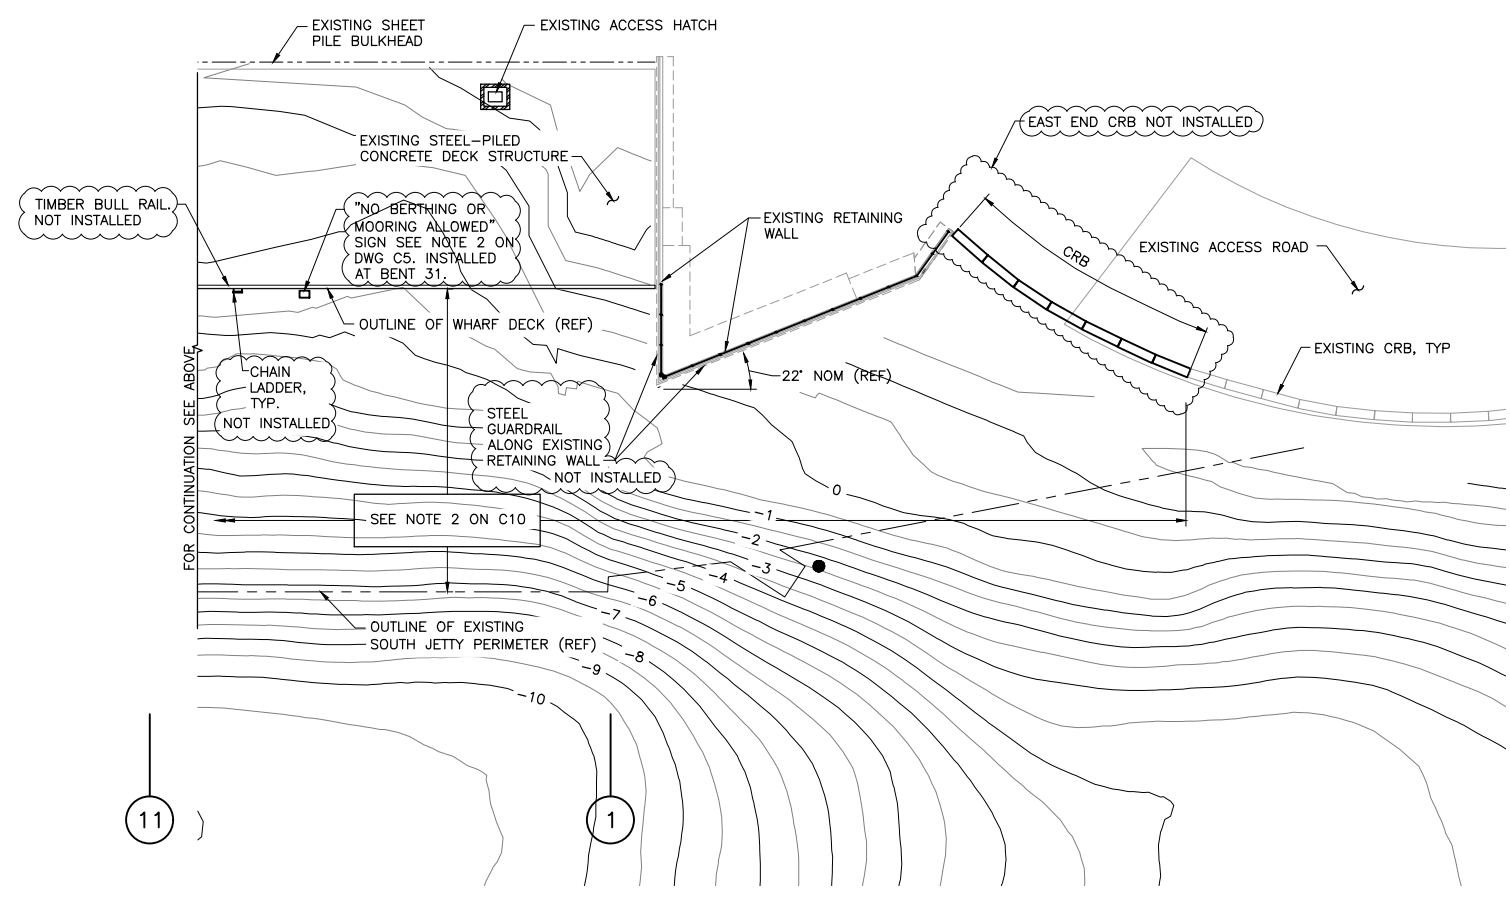 EXISTING SHEET
PILE BULKHEAD
EXISTING ACCESS HATCH
EAST END CRB NOT INSTALLED
EXISTING STEEL-PILED
CONCRETE DECK STRUCTURE
TIMBER BULL RAIL.
NOT INSTALLED
"NO BERTHING OR
MOORING ALLOWED"
SIGN SEE NOTE 2 ON
DWG C5. INSTALLED
AT BENT 31.
EXISTING RETAINING
WALL
CRB
EXISTING ACCESS ROAD
OUTLINE OF WHARF DECK (REF)
EXISTING CRB, TYP
FOR CONTINUATION SEE ABOVE
CHAIN
LADDER,
TYP.
NOT INSTALLED
22° NOM (REF)
STEEL
GUARDRAIL
ALONG EXISTING
RETAINING WALL
NOT INSTALLED
SEE NOTE 2 ON C10
0
-1
-2
-3
-4
-5
-6
-7
-8
-9
-10
OUTLINE OF EXISTING
SOUTH JETTY PERIMETER (REF)
11
1